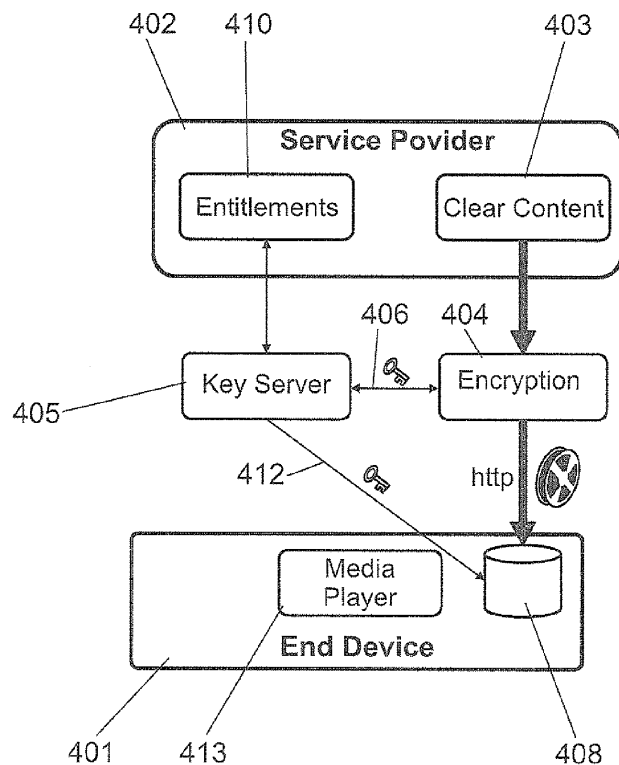 402
410
403
Service Povider
Entitlements
Clear Content
406
404
Key Server
Encryption
405
412
http
Media
Player
End Device
401
413
408